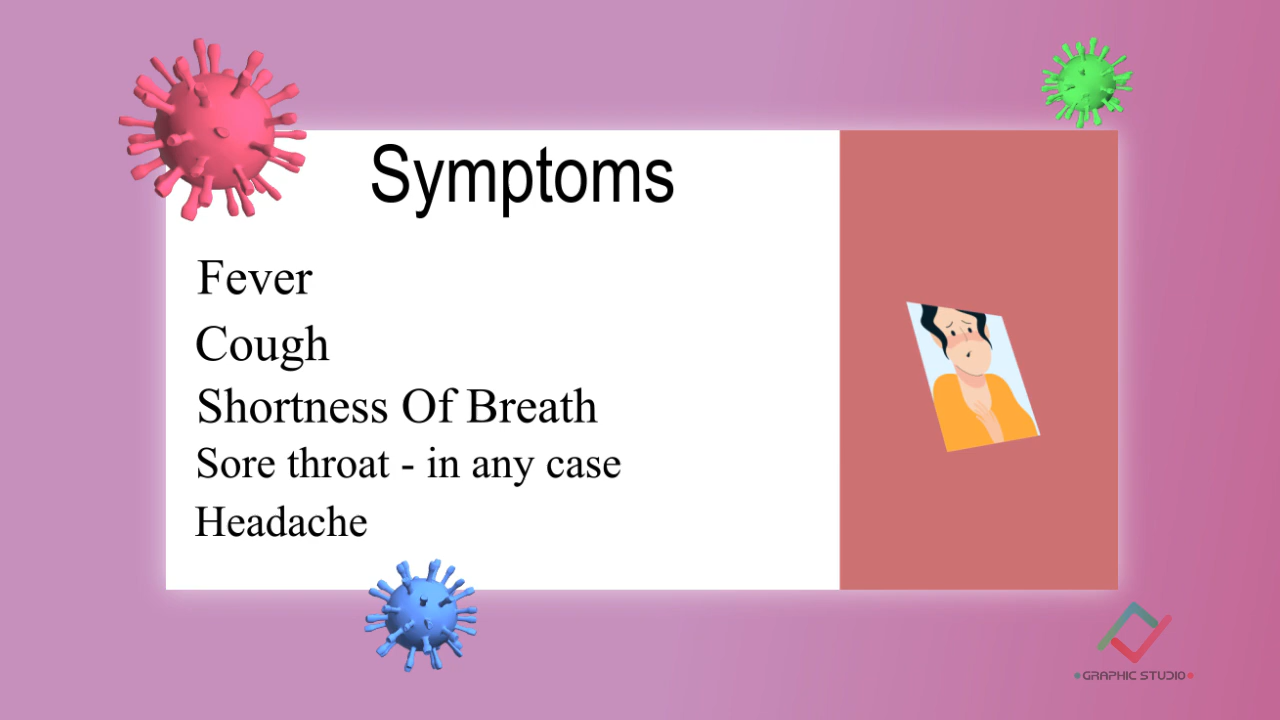 Symptoms
Fever
Cough
Shortness Of Breath
Sore throat - in any case
Headache
GRAPHIC STUDIO